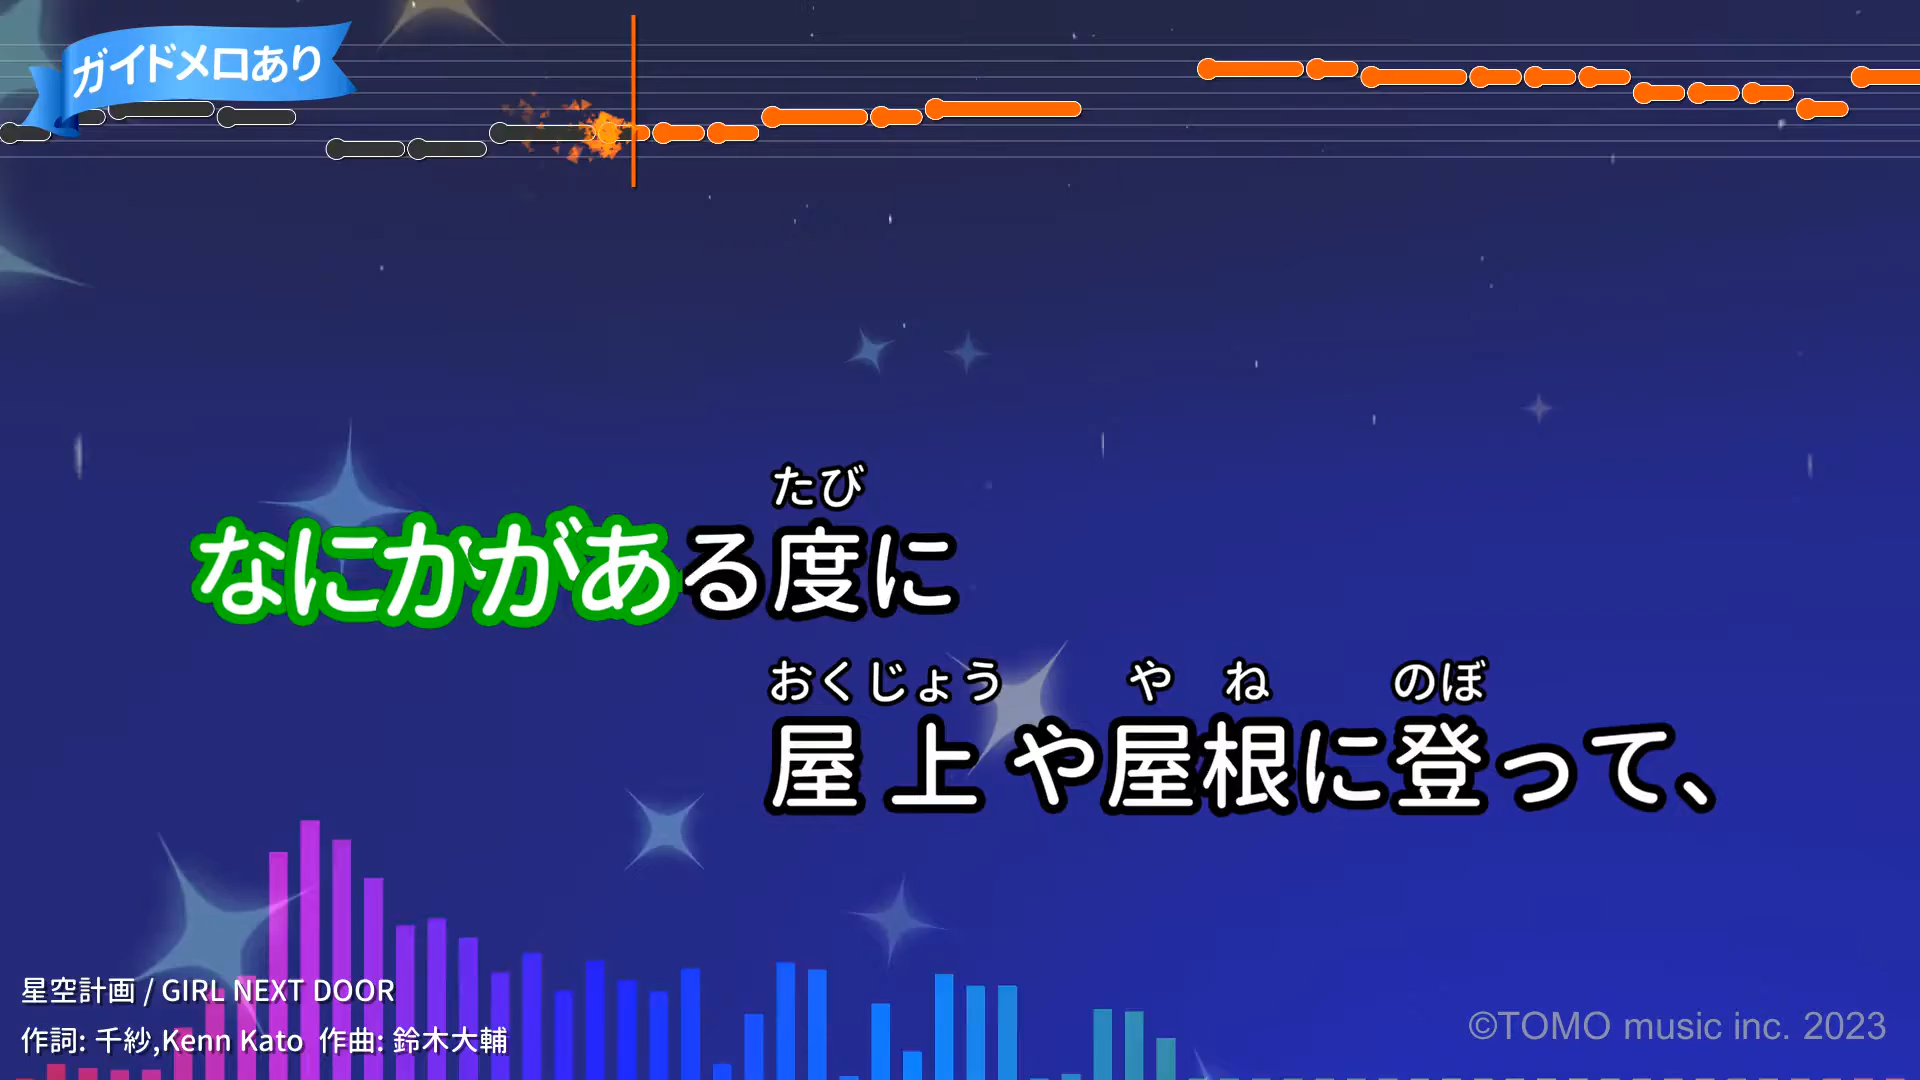 ガイドメロあり
たび
なにかがある度に
おくじょう や ね のぼ
屋上や屋根に登って、
星空計画 / GIRL NEXT DOOR
作詞: 千紗,Kenn Kato 作曲: 鈴木大輔
©TOMO music inc. 2023